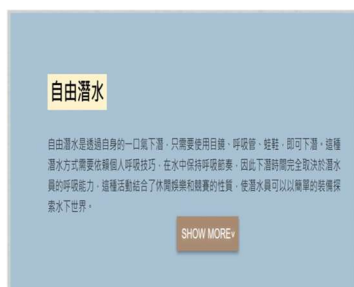 自由潛水
自由潛水是透過自身的一口氣下潛，只需要使用目鏡、呼吸管、蛙鞋，即可下潛。這種
潛水方式需要依賴個人呼吸技巧，在水中保持呼吸節奏，因此下潛時間完全取決於潛水
員的呼吸能力，這種活動結合了休閒娛樂和競賽的性質，使潛水員可以以簡單的裝備探
索水下世界。
SHOW MORE∨